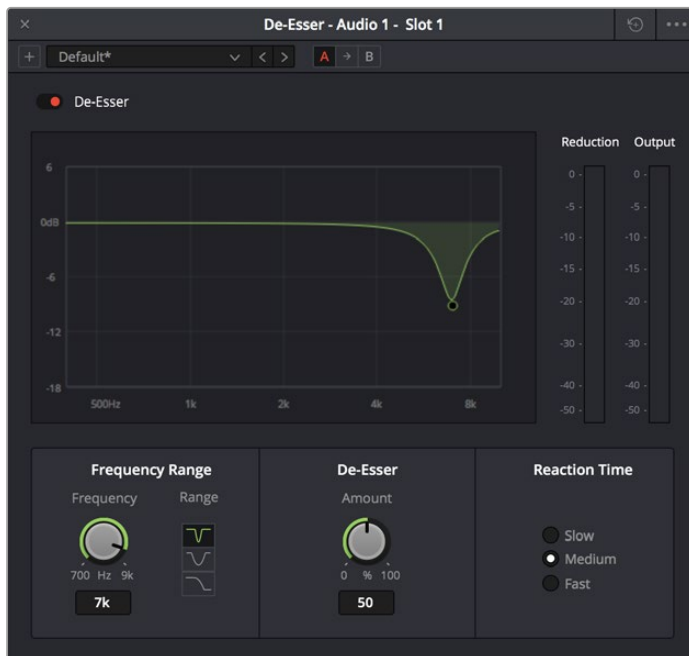 De-Esser - Audio 1 - Slot 1
Default*
A
B
De-Esser
Reduction Output
6
0dB
-6
-12
-18
500Hz 1k 2k 4k 8k
0 -
-5 -
-10 -
-15 -
-20 -
-30 -
-40 -
-50 -
0 -
-5 -
-10 -
-15 -
-20 -
-30 -
-40 -
-50 -
Frequency Range
Frequency Range
700 Hz 9k
7k
De-Esser
Amount
0 % 100
50
Reaction Time
Slow
Medium
Fast